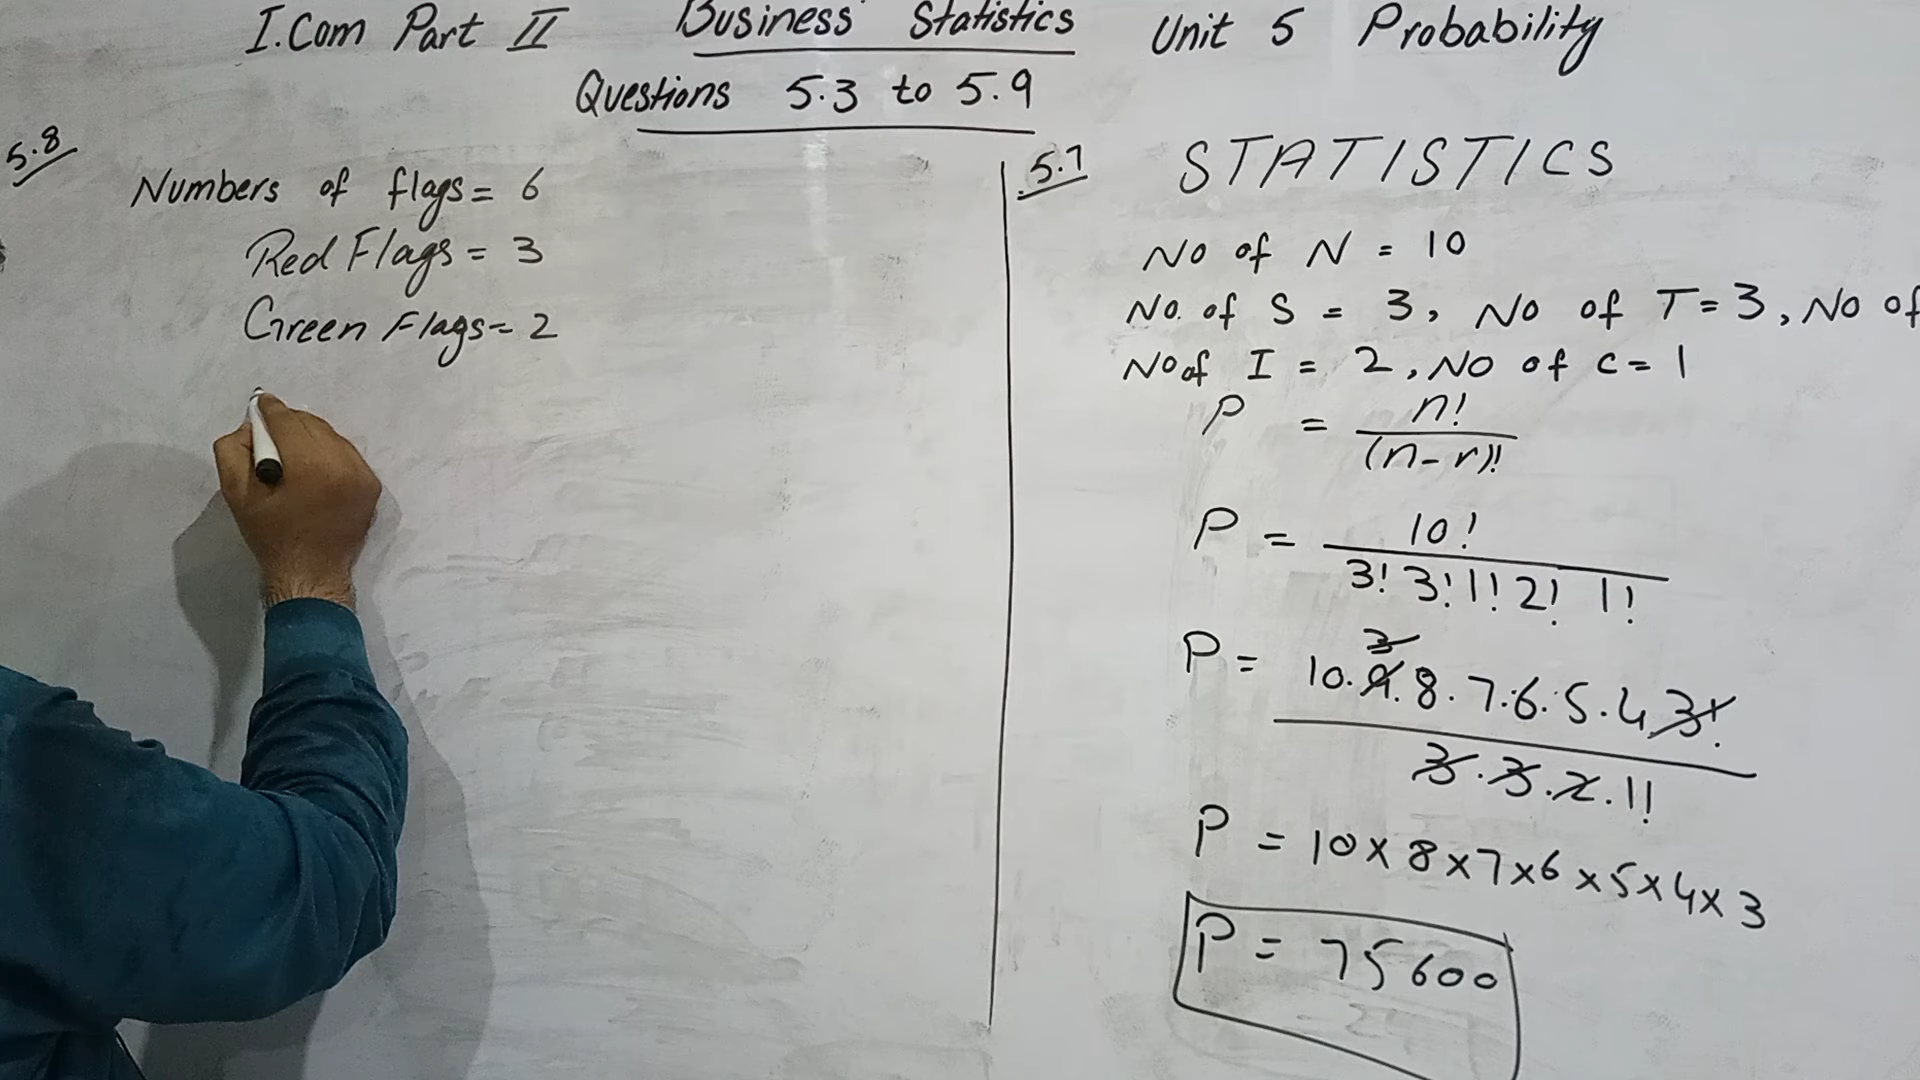 I.Com Part II Business Statistics Unit 5 Probability
Questions 5.3 to 5.9
5.8
Numbers of flags = 6
Red Flags = 3
Green Flags = 2
5.7 STATISTICS
No of N = 10
No. of S = 3, No of T = 3, No of
No of I = 2, No of c = 1
P = n! / (n-r)!
P = 10! / 3! 3! 1! 2! 1!
3
P = 10.9.8.7.6.5.4 3! / 3.3.2.1!
P = 10 x 8 x 7 x 6 x 5 x 4 x 3
P = 75600